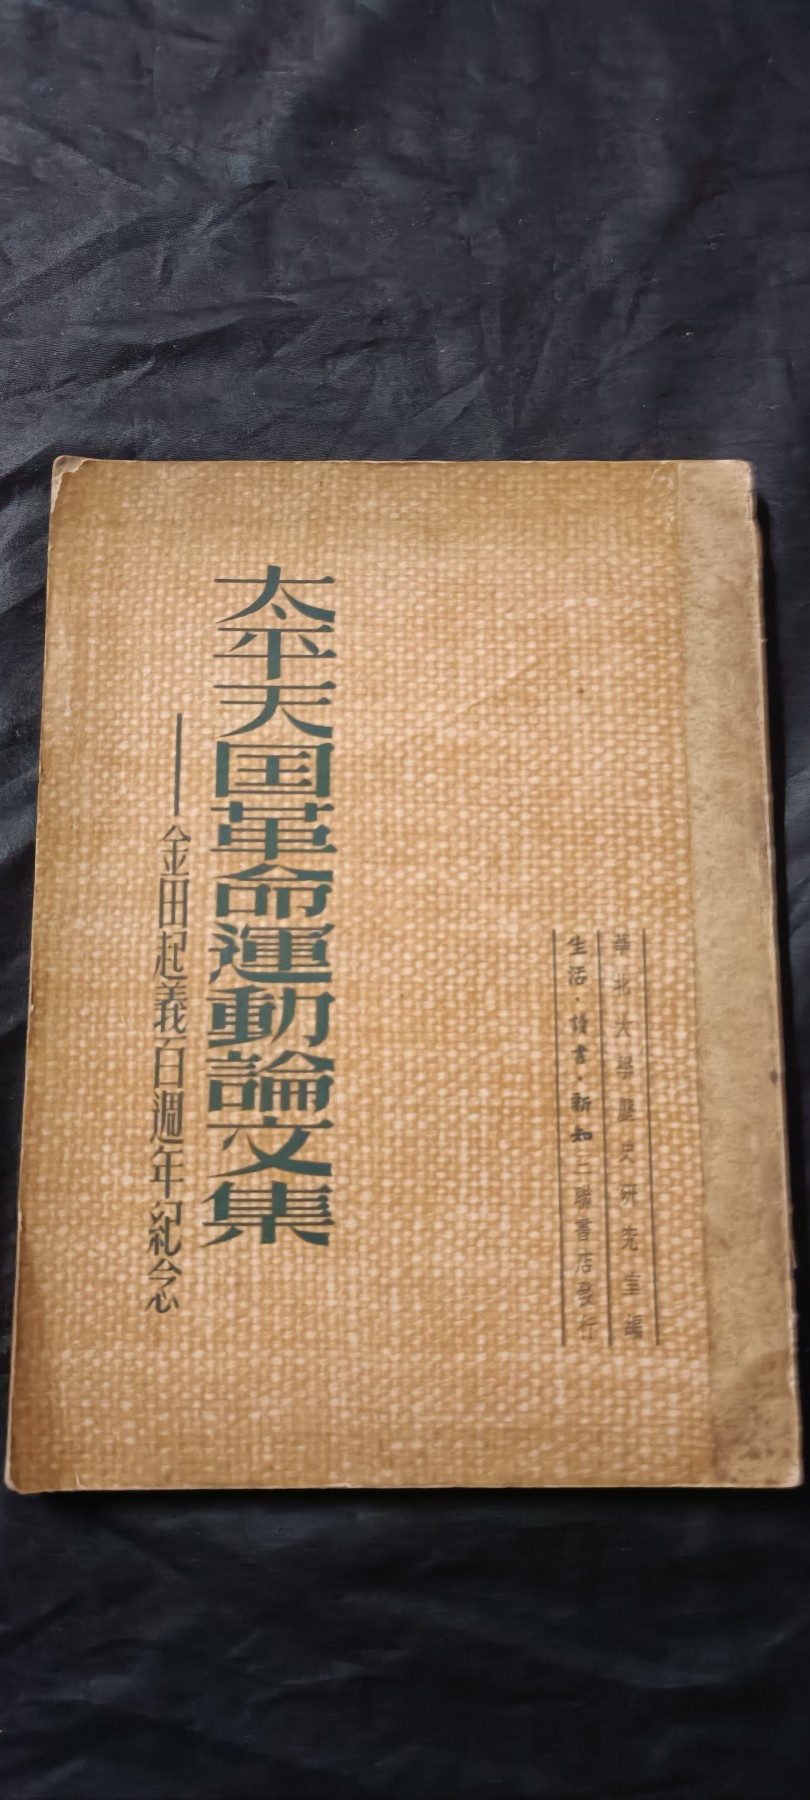 華北大學歷史研究室編
生活·讀書·新知三聯書店發行
太平天囯革命運動論文集
——金田起義百週年紀念